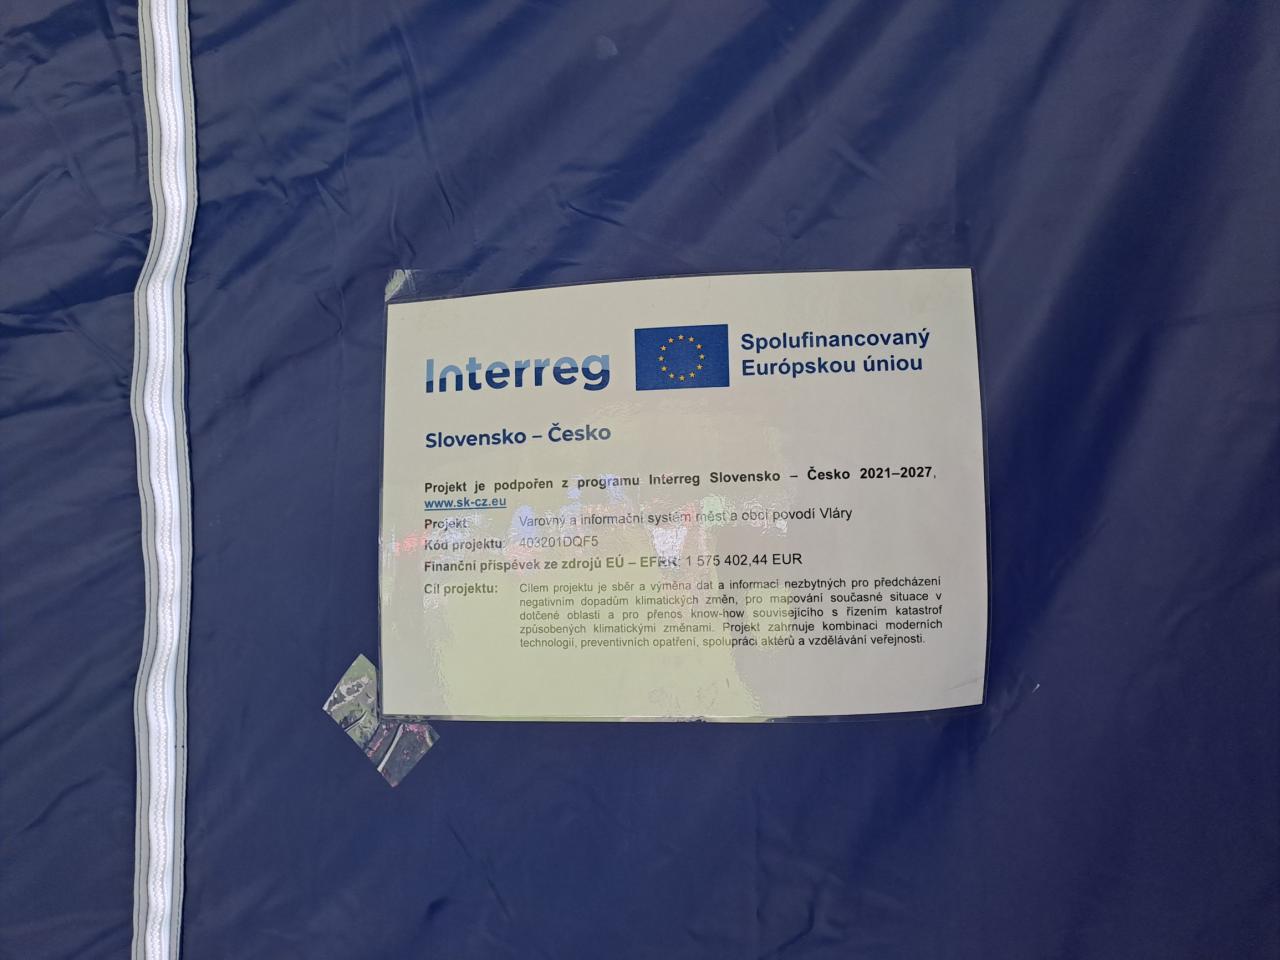 Interreg
Spolufinancovaný
Európskou úniou
Slovensko – Česko
Projekt je podpořen z programu Interreg Slovensko – Česko 2021–2027,
www.sk-cz.eu
Projekt: Varovný a informační systém měst a obcí povodí Vláry
Kód projektu: 403201DQF5
Finanční příspěvek ze zdrojů EÚ – EFRR: 1 575 402,44 EUR
Cíl projektu: Cílem projektu je sběr a výměna dat a informací nezbytných pro předcházení
negativním dopadům klimatických změn, pro mapování současné situace v
dotčené oblasti a pro přenos know-how souvisejícího s řízením katastrof
způsobených klimatickými změnami. Projekt zahrnuje kombinaci moderních
technologií, preventivních opatření, spolupráci aktérů a vzdělávání veřejnosti.